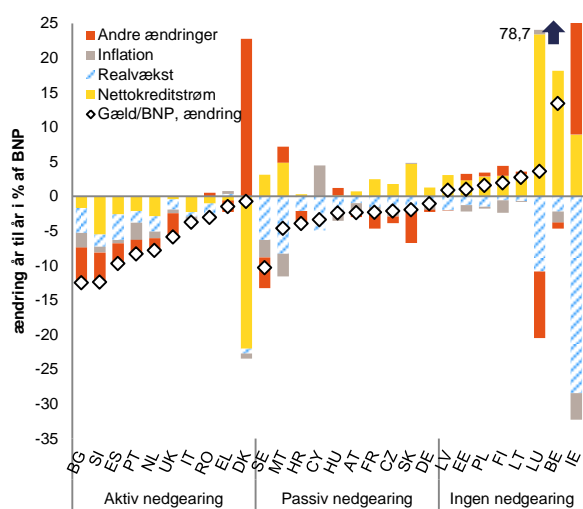 Andre ændringer
Inflation
Realvækst
Nettokreditstrøm
Gæld/BNP, ændring
78,7
ændring år til år i % af BNP
25
20
15
10
5
0
-5
-10
-15
-20
-25
-30
-35
BG
SI
ES
PT
NL
UK
IT
RO
EL
DK
SE
MT
HR
CY
HU
AT
FR
CZ
SK
DE
LV
EE
PL
FI
LT
LU
BE
IE
Aktiv nedgearing
Passiv nedgearing
Ingen nedgearing